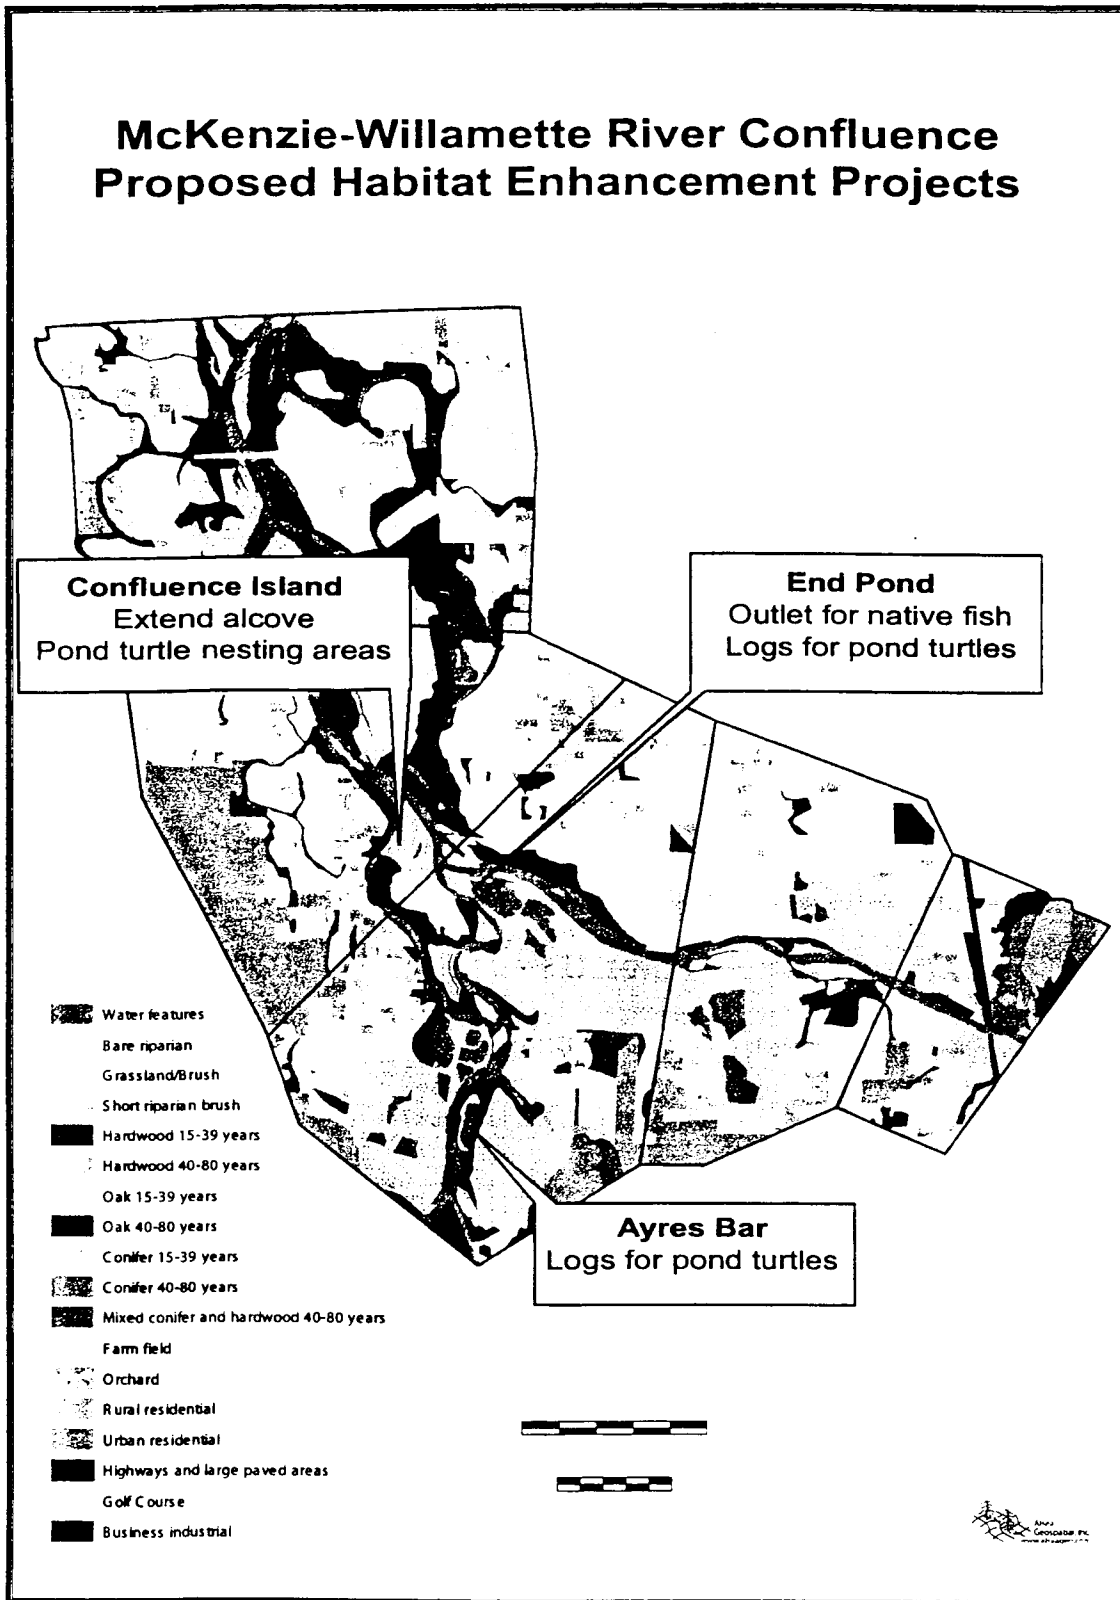 McKenzie-Willamette River Confluence
Proposed Habitat Enhancement Projects
Confluence Island
Extend alcove
Pond turtle nesting areas
End Pond
Outlet for native fish
Logs for pond turtles
Ayres Bar
Logs for pond turtles
Water features
Bare riparian
Grassland/Brush
Short riparian brush
Hardwood 15-39 years
Hardwood 40-80 years
Oak 15-39 years
Oak 40-80 years
Conifer 15-39 years
Conifer 40-80 years
Mixed conifer and hardwood 40-80 years
Farm field
Orchard
Rural residential
Urban residential
Highways and large paved areas
Golf Course
Business industrial
Geospatial, Inc.